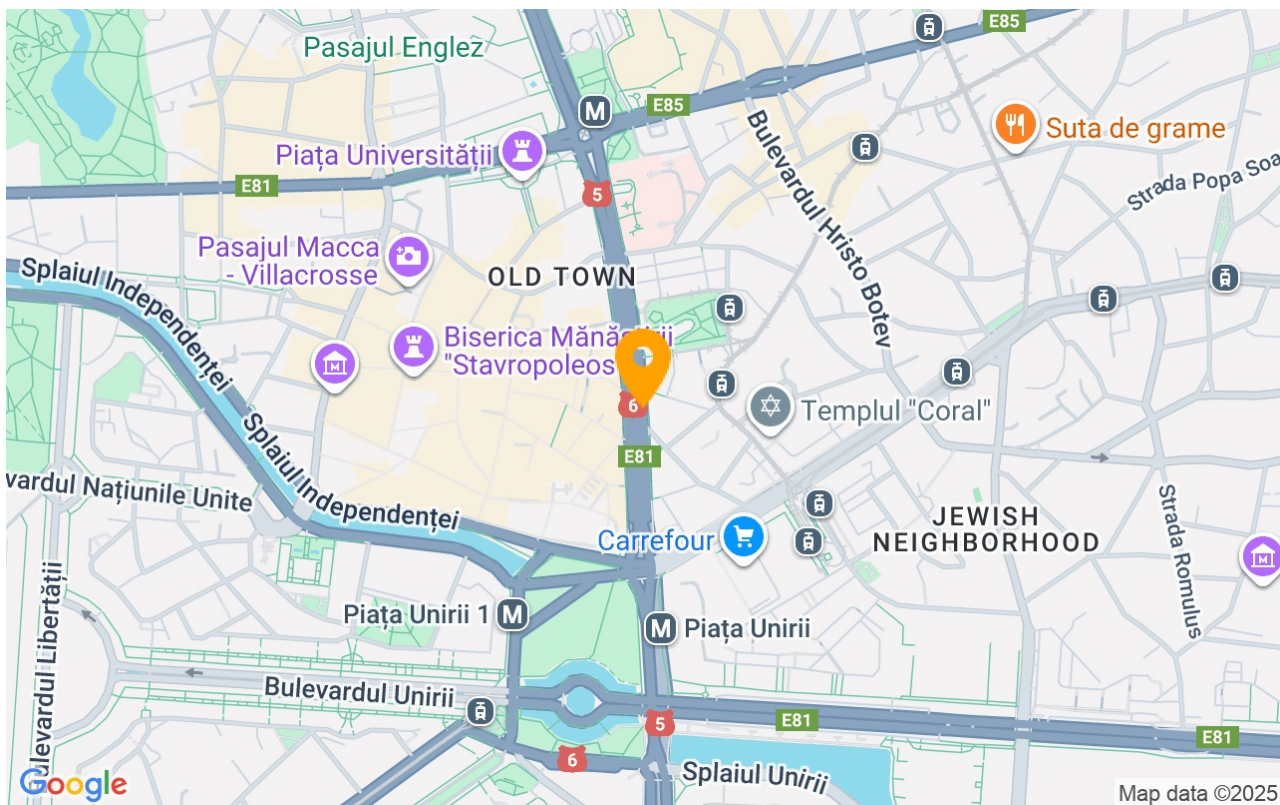 Pasajul Englez
E85
E85
M
Suta de grame
Piața Universității
E81
5
Bulevardul Hristo Botev
Strada Popa Soa
Pasajul Macca
- Villacrosse
OLD TOWN
Splaiul Independenței
Biserica Mănăstirii
"Stavropoleos
M
6
Templul "Coral"
Splaiul Independenței
E81
vardul Națiunile Unite
Carrefour
JEWISH
NEIGHBORHOOD
Strada Romulus
M
Piața Unirii 1 M
M Piața Unirii
ulevardul Libertății
Bulevardul Unirii
5
E81
E81
6
Splaiul Unirii
Google
Map data ©2025